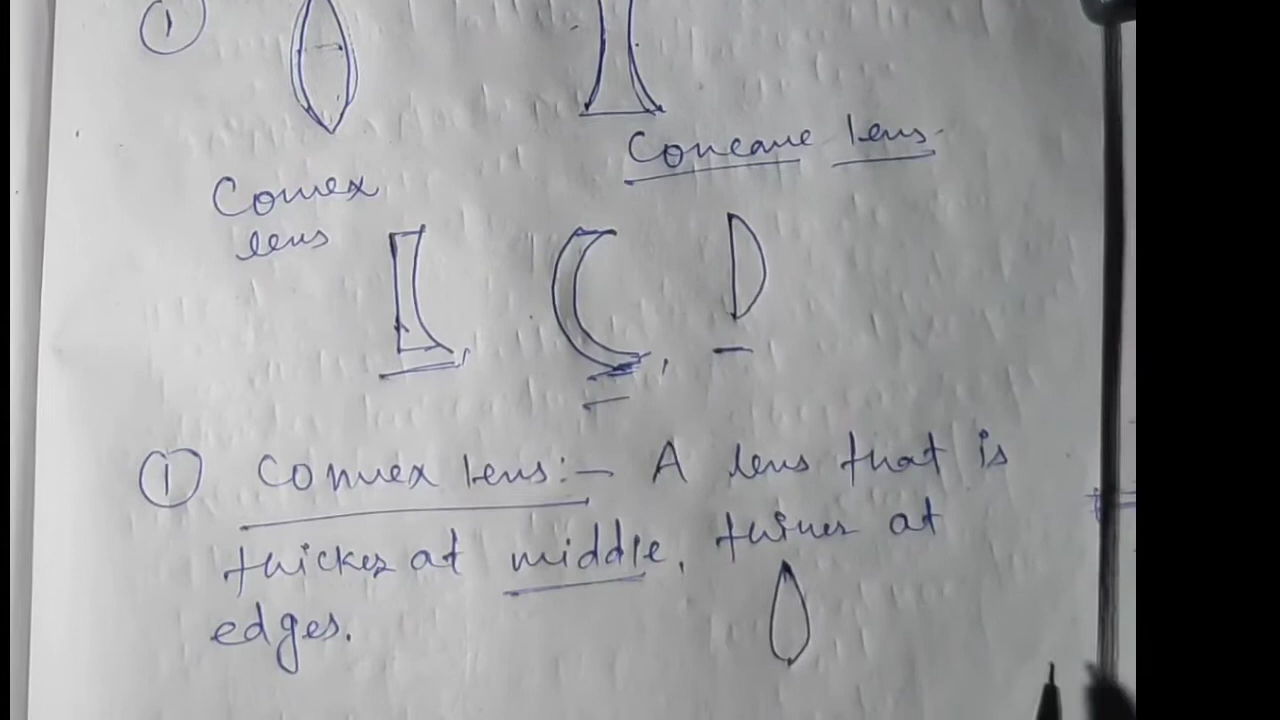 ①
Concave lens.
Convex
lens
① Convex lens:- A lens that is
thicker at middle, thiner at
edges.